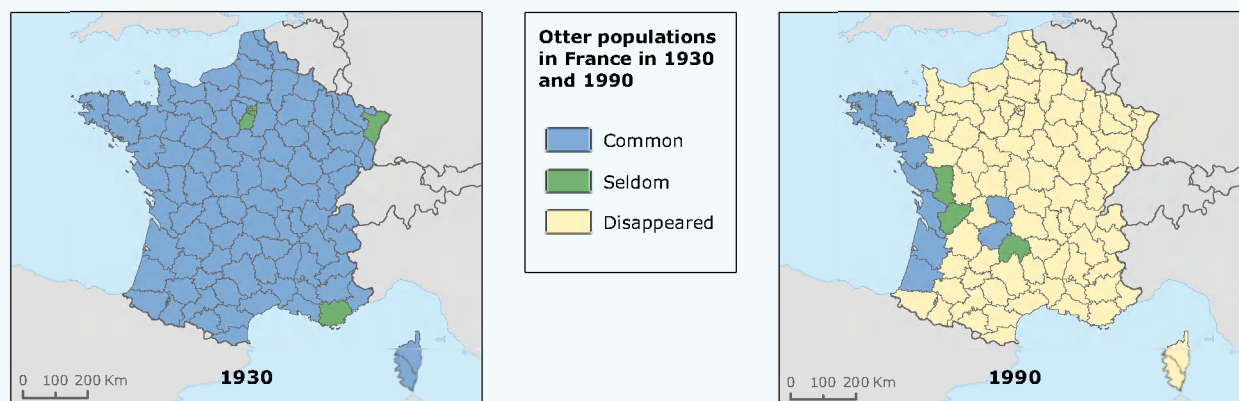 Otter populations
in France in 1930
and 1990
Common
Seldom
Disappeared
0 100 200 Km
1930
0 100 200 Km
1990